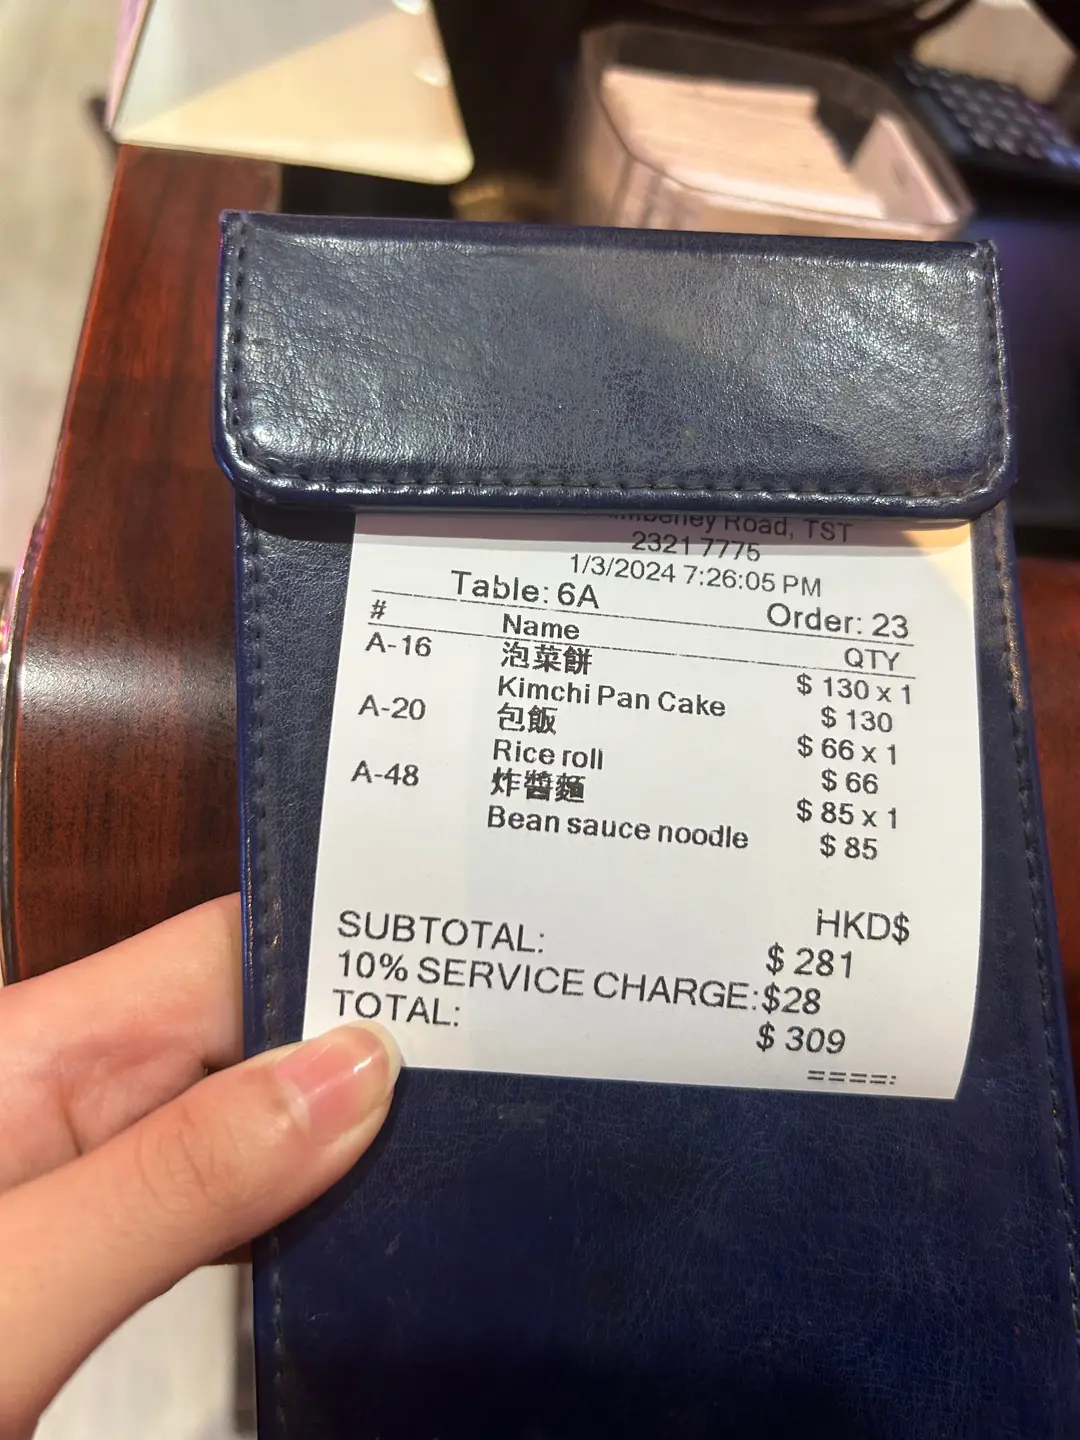 Road, TST
2321 7775
1/3/2024 7:26:05 PM
Table: 6A Order: 23
# Name QTY
A-16 泡菜餅 $ 130 x 1
Kimchi Pan Cake $ 130
A-20 包飯 $ 66 x 1
Rice roll $ 66
A-48 炸醬麵 $ 85 x 1
Bean sauce noodle $ 85
HKD$
SUBTOTAL: $ 281
10% SERVICE CHARGE: $28
TOTAL: $ 309
====: